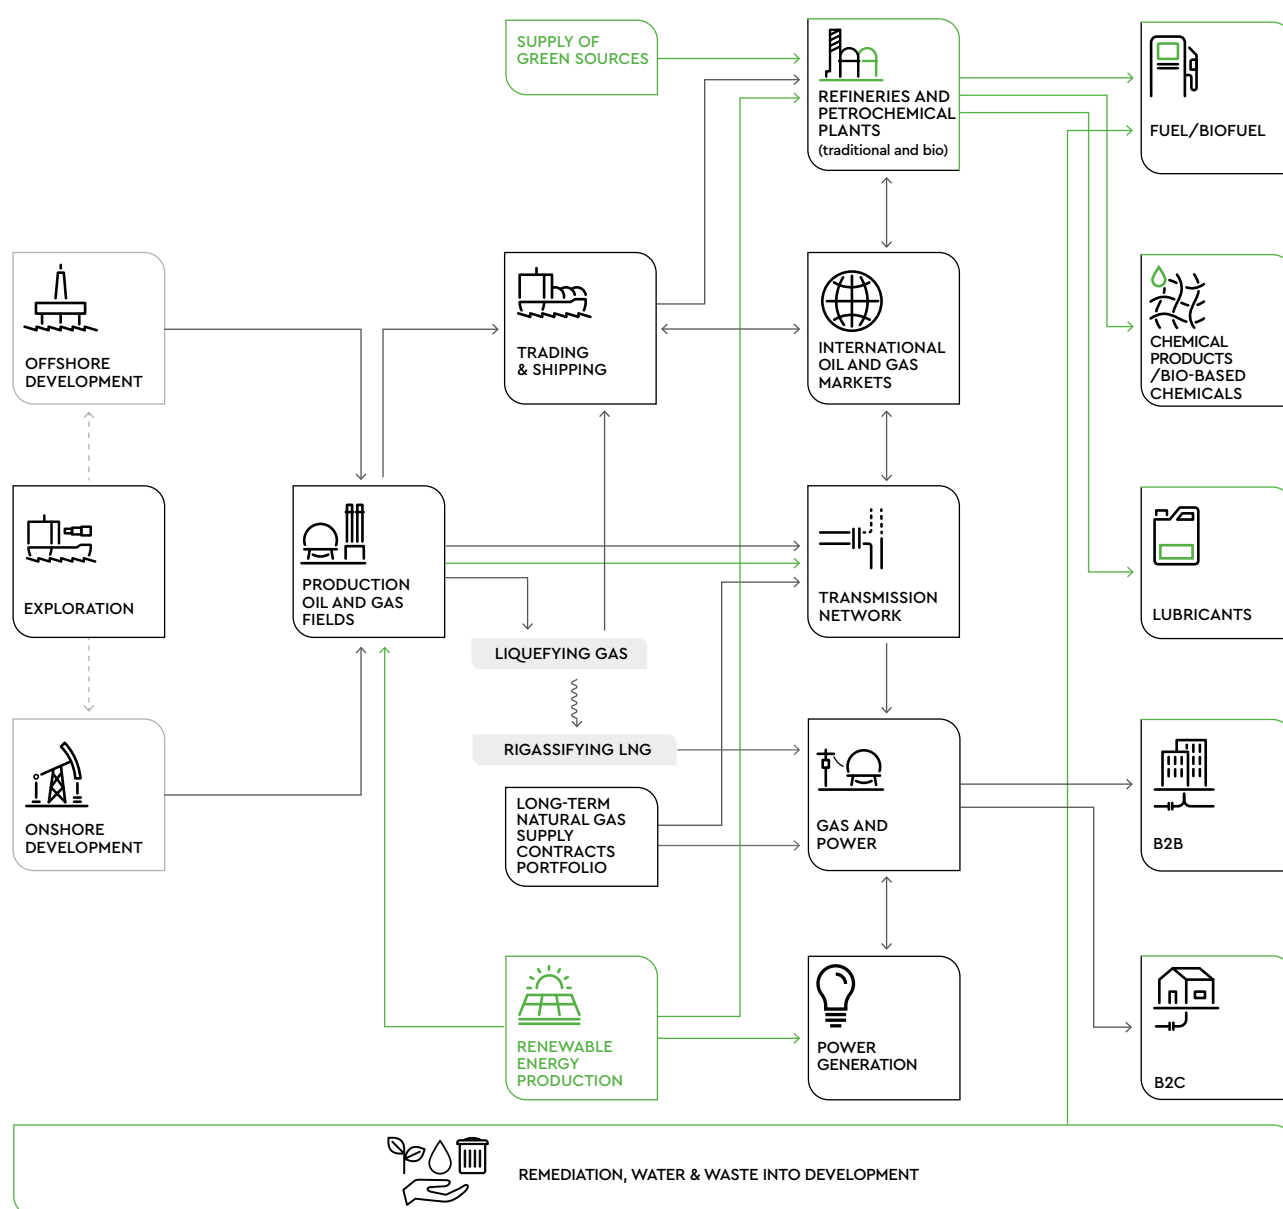 SUPPLY OF
GREEN SOURCES
REFINERIES AND
PETROCHEMICAL
PLANTS
(traditional and bio)
FUEL/BIOFUEL
OFFSHORE
DEVELOPMENT
TRADING
& SHIPPING
INTERNATIONAL
OIL AND GAS
MARKETS
CHEMICAL
PRODUCTS
/BIO-BASED
CHEMICALS
EXPLORATION
PRODUCTION
OIL AND GAS
FIELDS
TRANSMISSION
NETWORK
LUBRICANTS
LIQUEFYING GAS
RIGASSIFYING LNG
ONSHORE
DEVELOPMENT
LONG-TERM
NATURAL GAS
SUPPLY
CONTRACTS
PORTFOLIO
GAS AND
POWER
B2B
RENEWABLE
ENERGY
PRODUCTION
POWER
GENERATION
B2C
REMEDIATION, WATER & WASTE INTO DEVELOPMENT